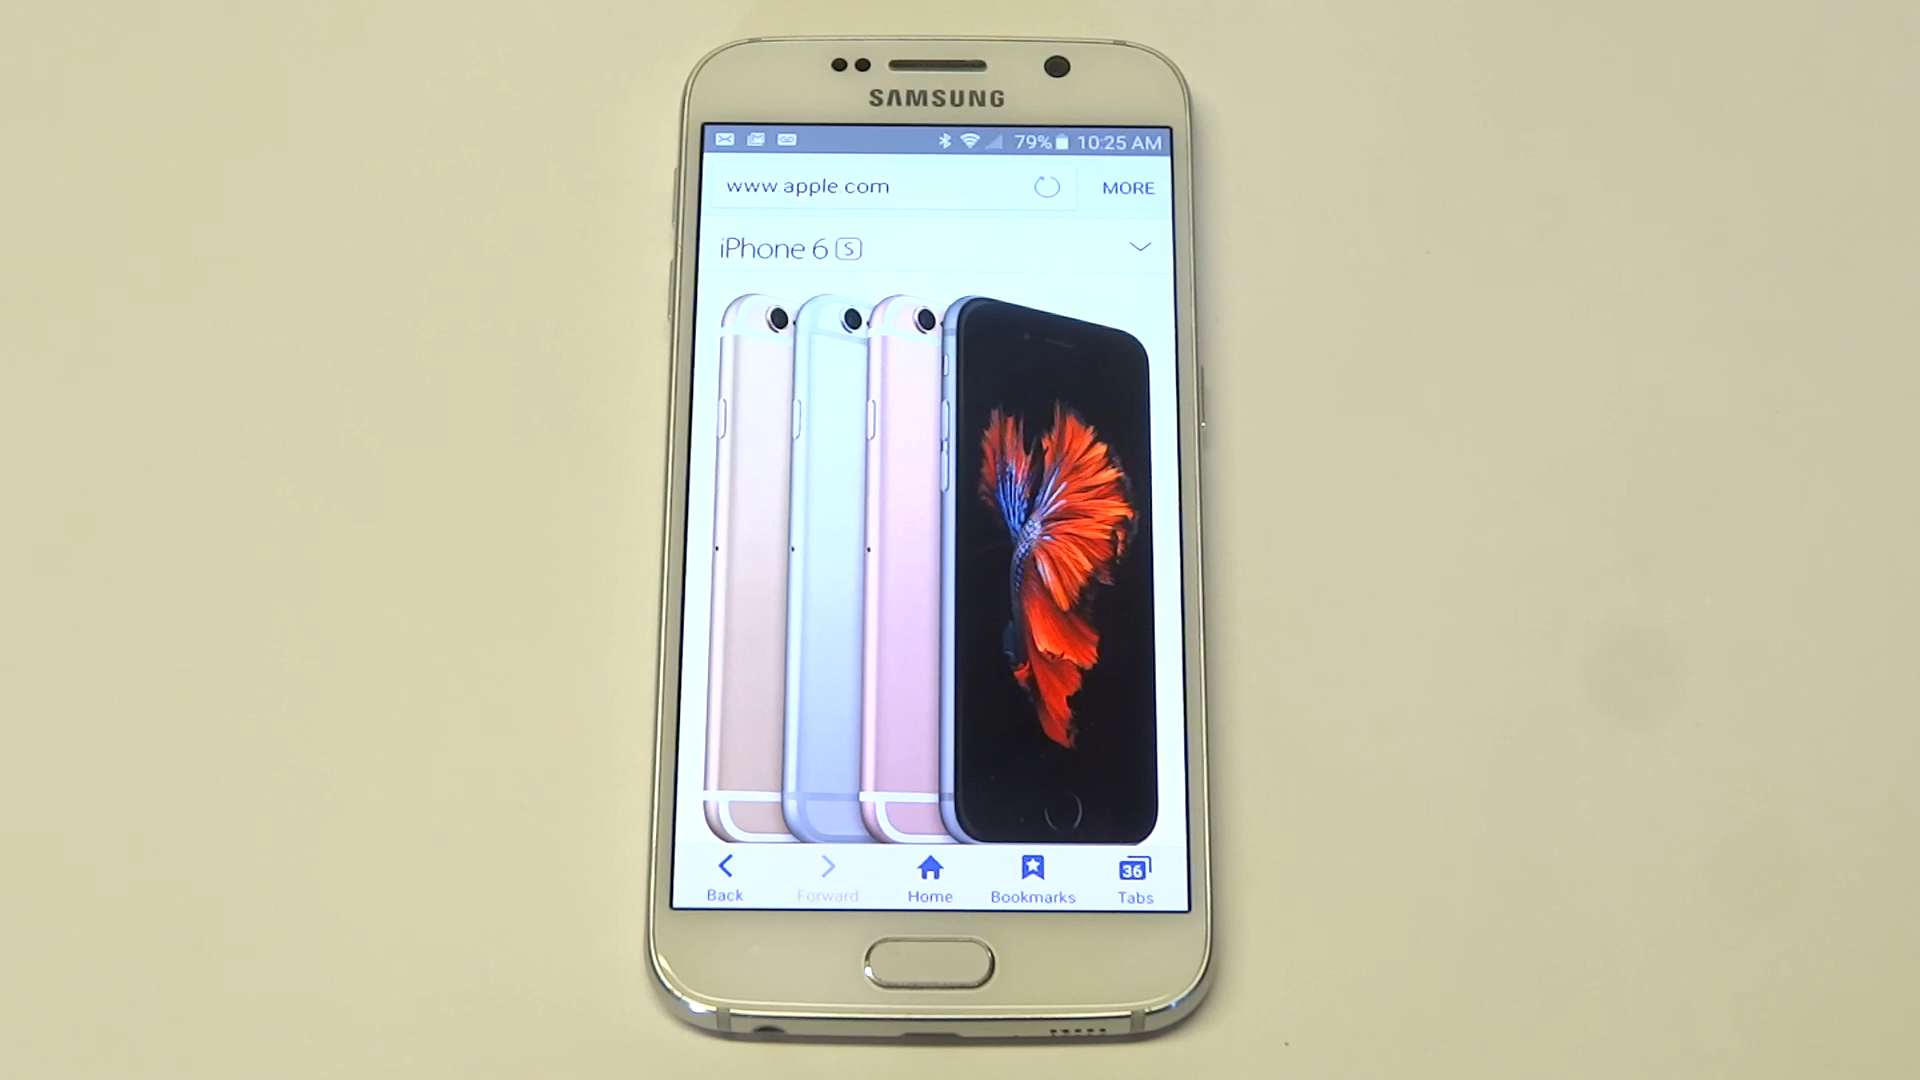 SAMSUNG
79% 10:25 AM
www.apple.com MORE
iPhone 6 S
36
Back Forward Home Bookmarks Tabs